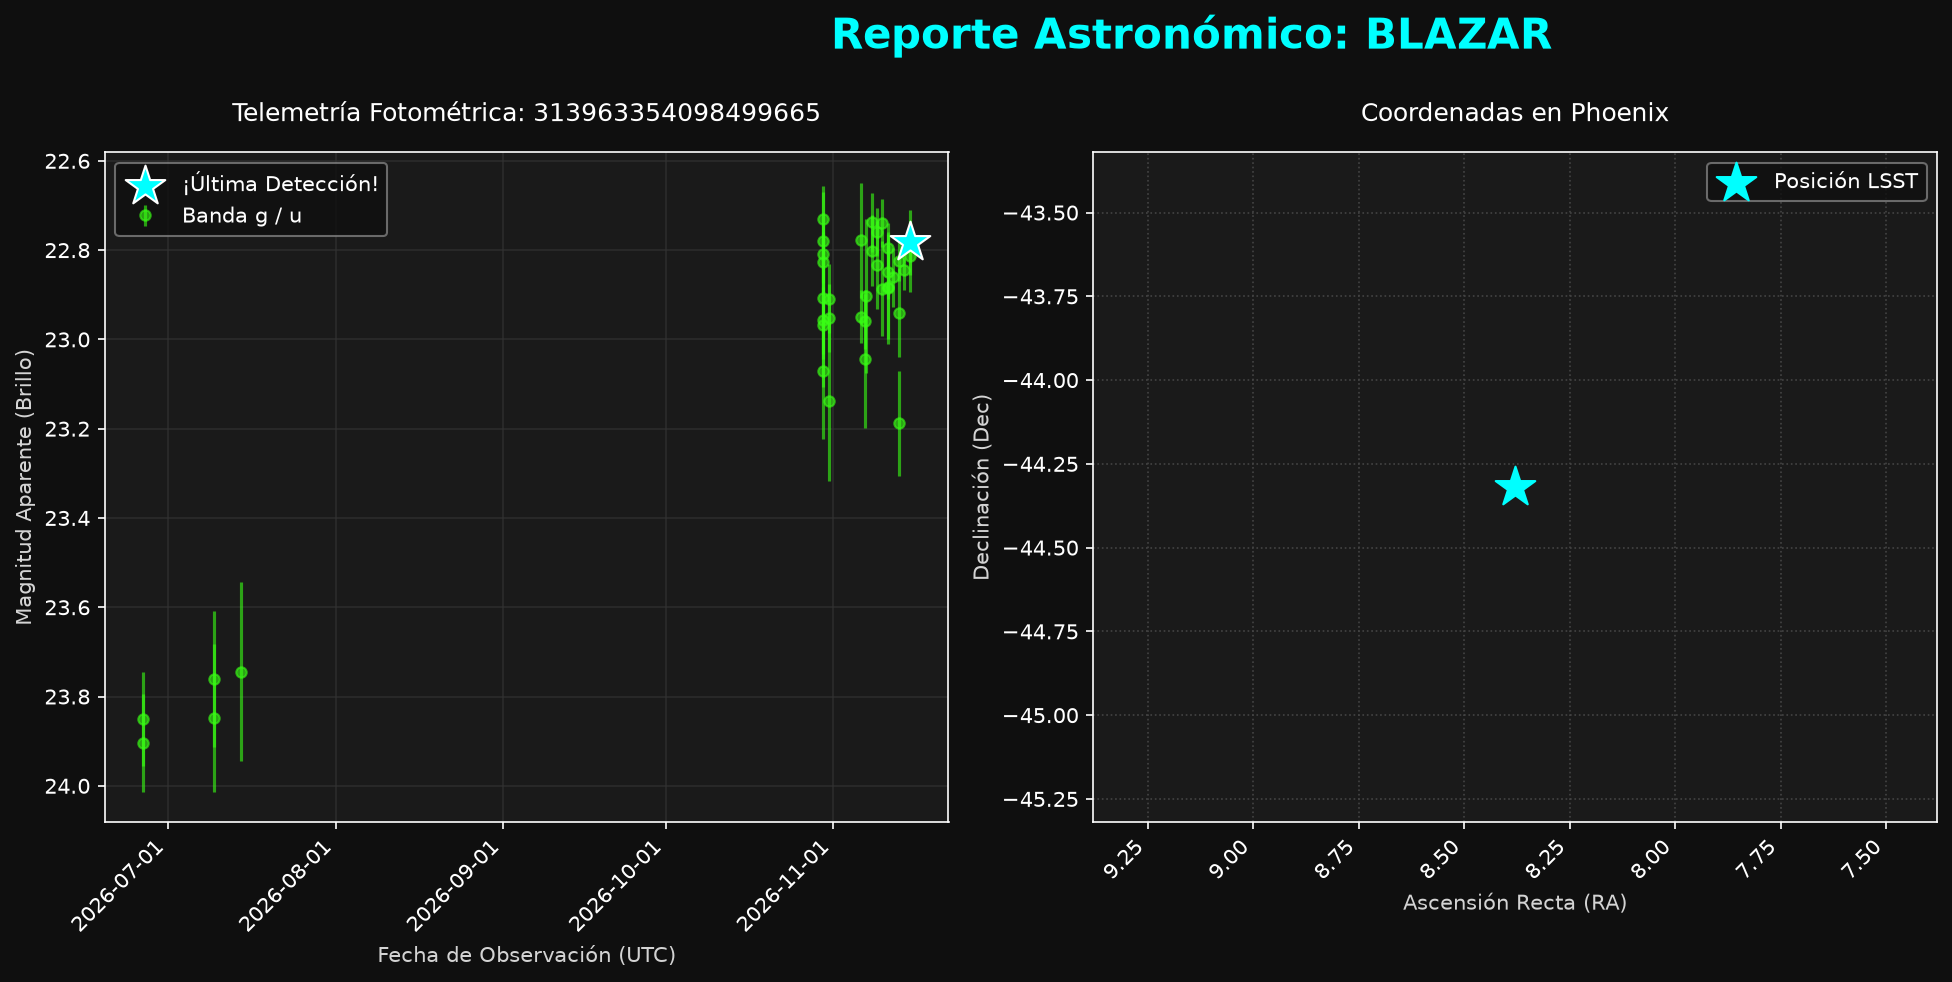 Reporte Astronómico: BLAZAR
Telemetría Fotométrica: 313963354098499665
¡Última Detección!
Banda g / u
Magnitud Aparente (Brillo)
22.6
22.8
23.0
23.2
23.4
23.6
23.8
24.0
2026-07-01
2026-08-01
2026-09-01
2026-10-01
2026-11-01
Fecha de Observación (UTC)
Coordenadas en Phoenix
Posición LSST
Declinación (Dec)
−43.50
−43.75
−44.00
−44.25
−44.50
−44.75
−45.00
−45.25
9.25
9.00
8.75
8.50
8.25
8.00
7.75
7.50
Ascensión Recta (RA)